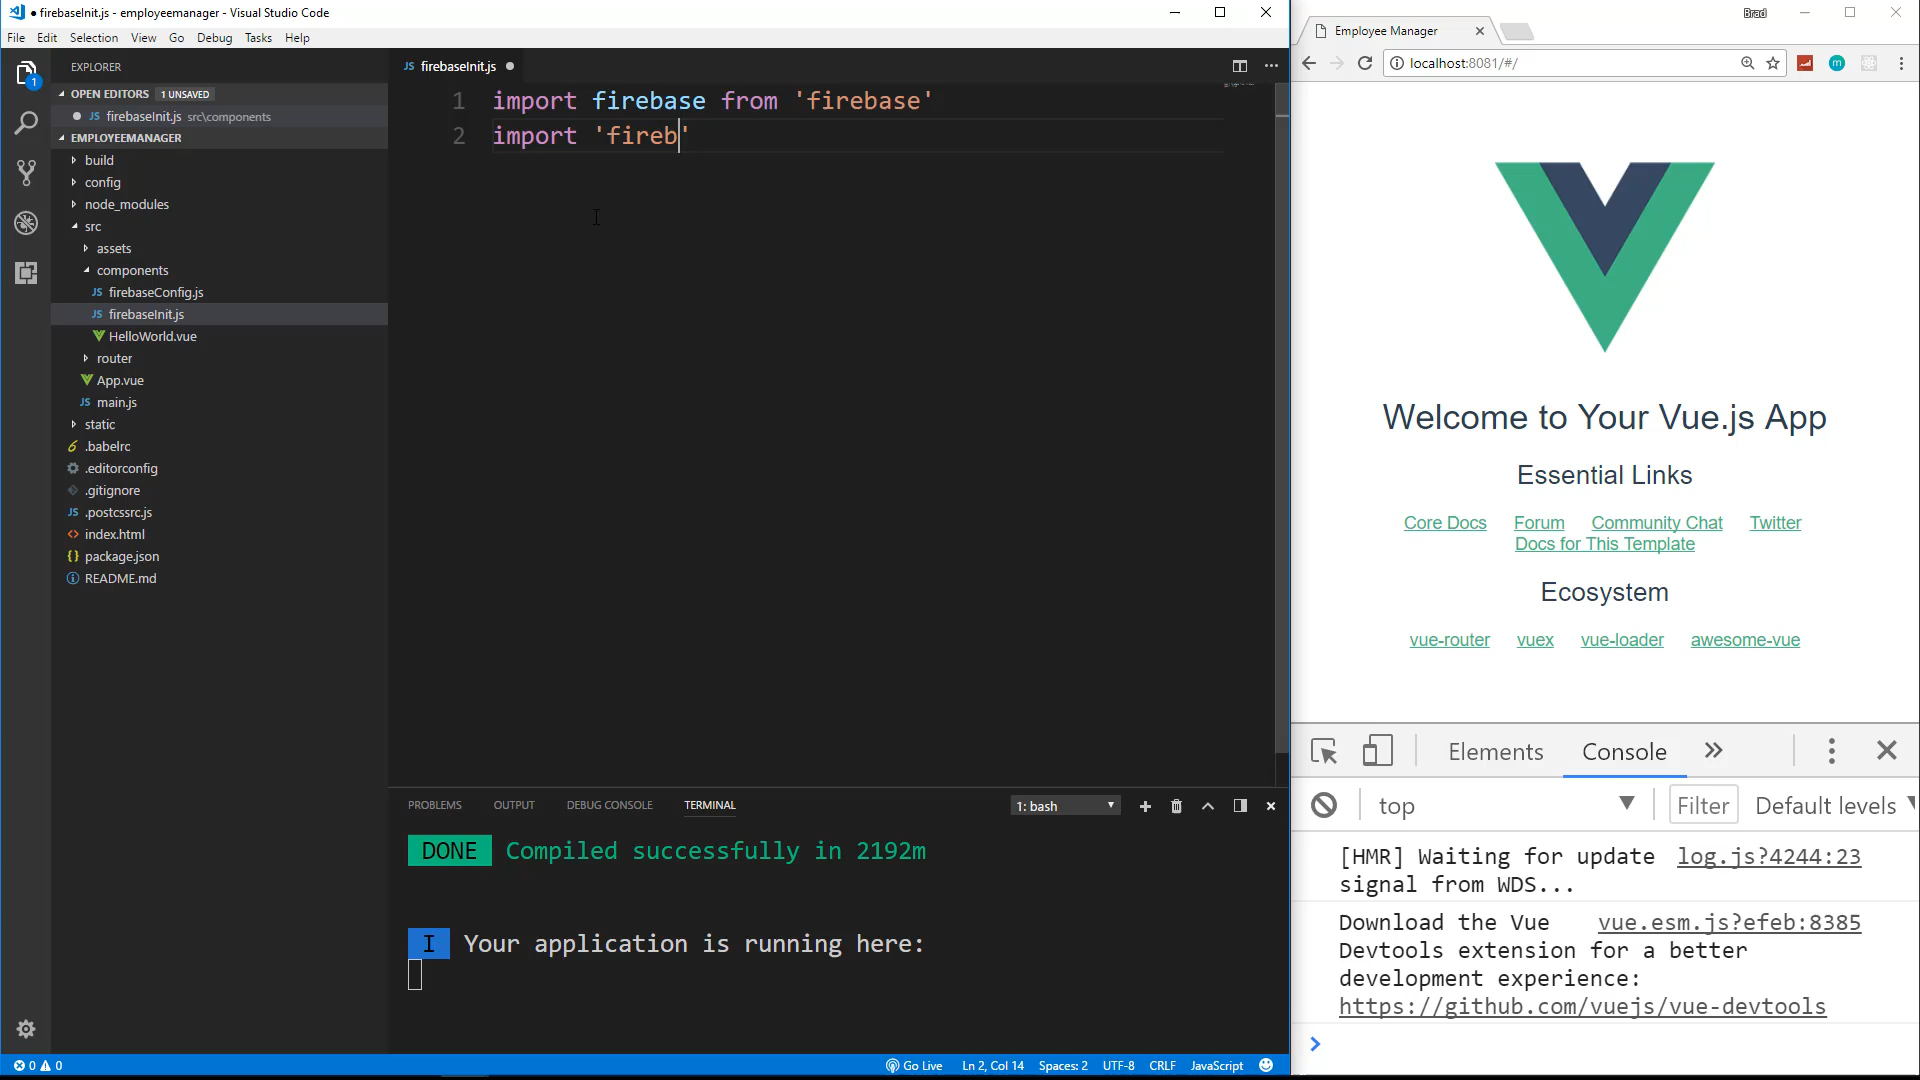 firebaseInit.js - employeemanager - Visual Studio Code
File Edit Selection View Go Debug Tasks Help
EXPLORER
OPEN EDITORS 1 UNSAVED
JS firebaseInit.js src\components
EMPLOYEEMANAGER
build
config
node_modules
src
assets
components
JS firebaseConfig.js
JS firebaseInit.js
HelloWorld.vue
router
App.vue
JS main.js
static
.babelrc
.editorconfig
.gitignore
JS .postcssrc.js
index.html
package.json
README.md
1
JS firebaseInit.js
1 import firebase from 'firebase'
2 import 'fireb'
PROBLEMS OUTPUT DEBUG CONSOLE TERMINAL 1: bash
DONE Compiled successfully in 2192m
I Your application is running here:
0 0 Go Live Ln 2, Col 14 Spaces: 2 UTF-8 CRLF JavaScript
Brad
Employee Manager
localhost:8081/#/
m
Welcome to Your Vue.js App
Essential Links
Core Docs Forum Community Chat Twitter
Docs for This Template
Ecosystem
vue-router vuex vue-loader awesome-vue
Elements Console
top Filter Default levels
[HMR] Waiting for update log.js?4244:23
signal from WDS...
Download the Vue vue.esm.js?efeb:8385
Devtools extension for a better
development experience:
https://github.com/vuejs/vue-devtools